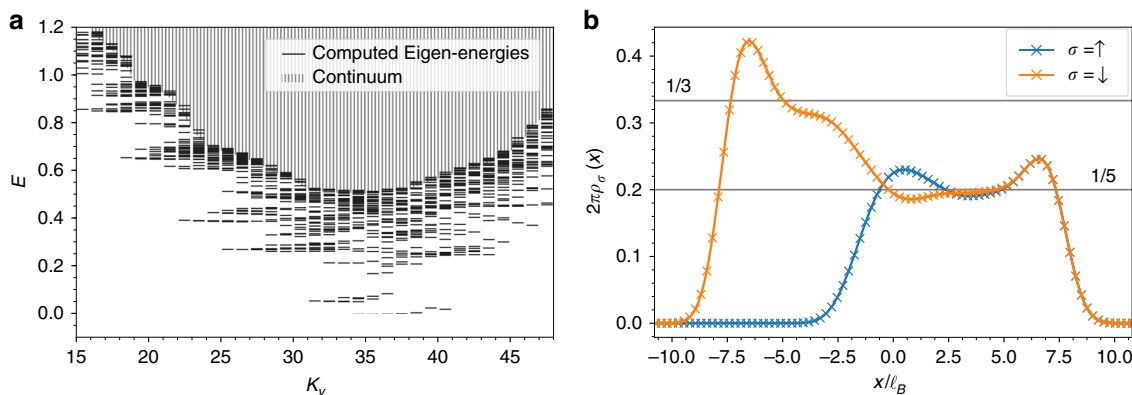 a
1.2
1.0
0.8
0.6
0.4
0.2
0.0
E
15 20 25 30 35 40 45
K_y
Computed Eigen-energies
Continuum
b
0.4
0.3
0.2
0.1
0.0
2πρ_σ (x)
1/3
1/5
σ =↑
σ =↓
−10.0 −7.5 −5.0 −2.5 0.0 2.5 5.0 7.5 10.0
x/ℓ_B